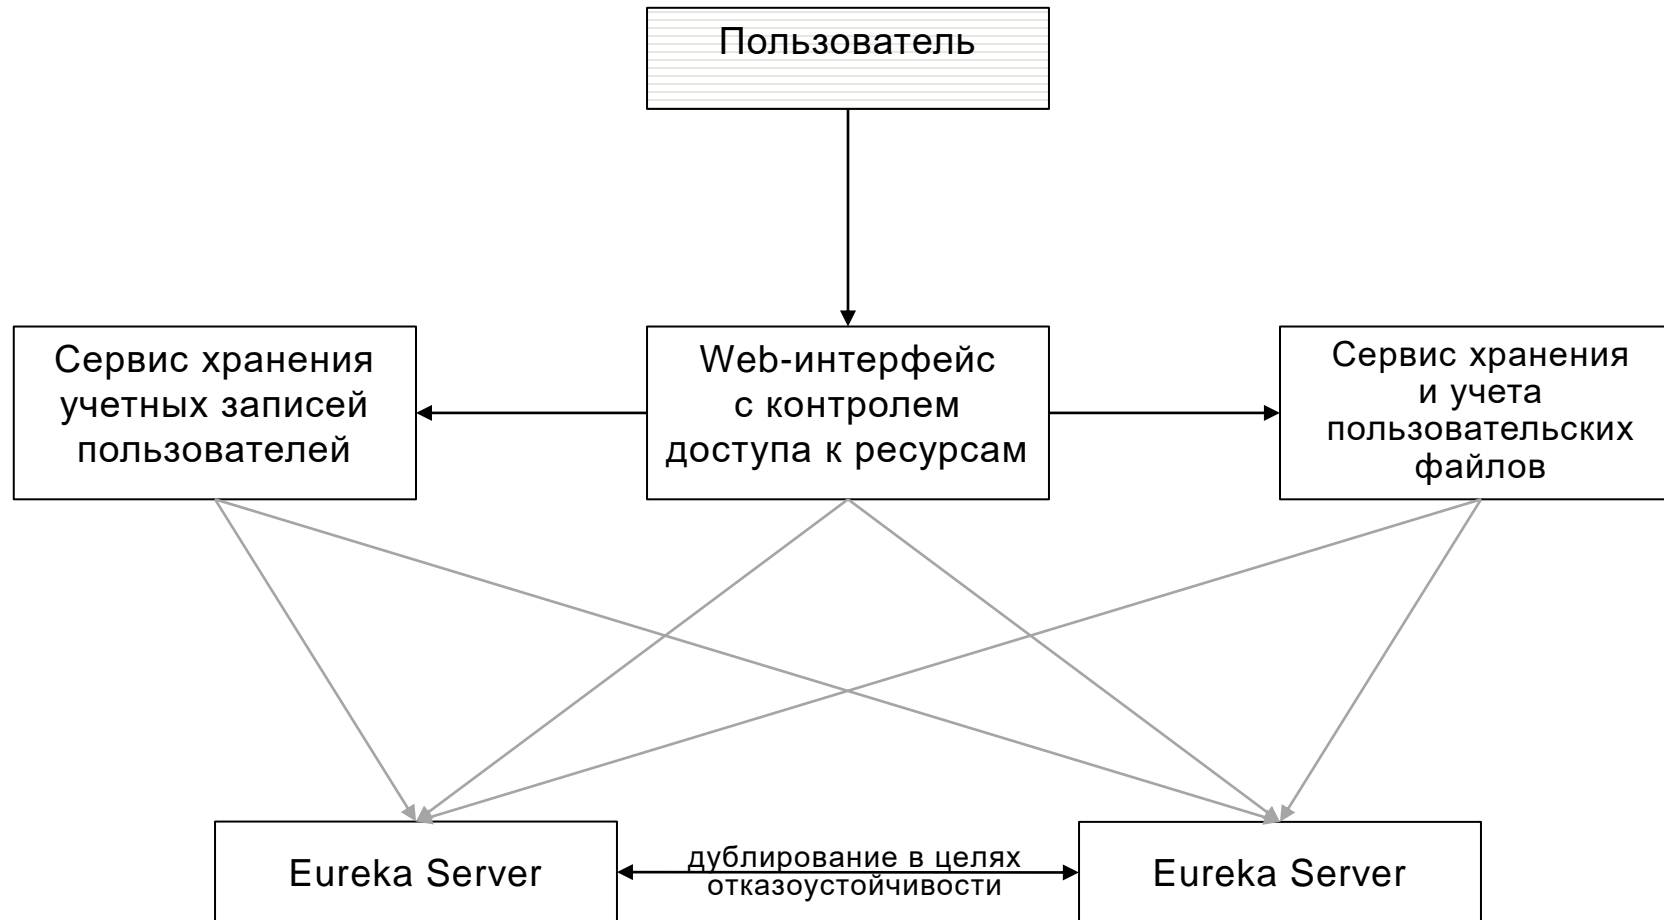 Пользователь
Сервис хранения
учетных записей
пользователей
Web-интерфейс
с контролем
доступа к ресурсам
Сервис хранения
и учета
пользовательских
файлов
Eureka Server
дублирование в целях
отказоустойчивости
Eureka Server